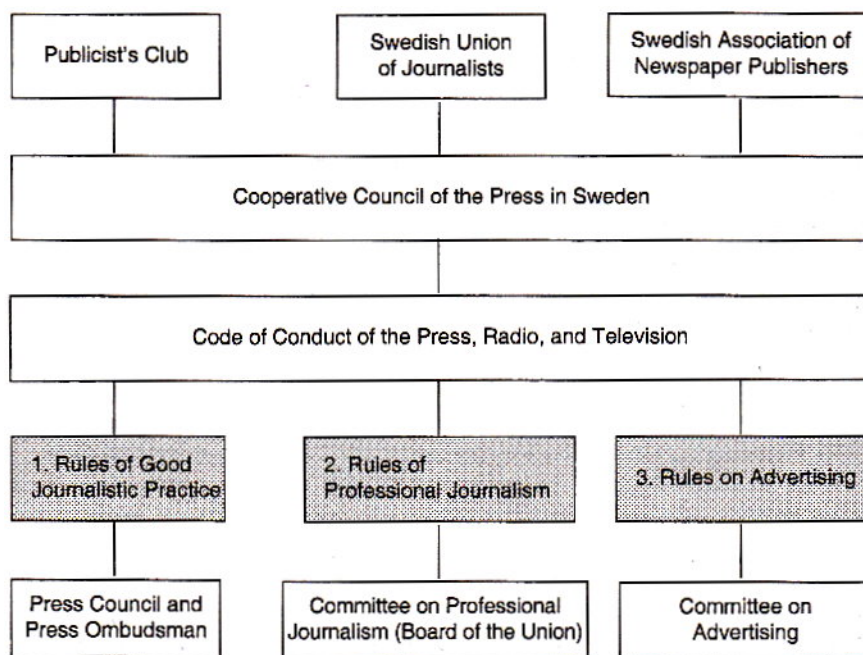 Publicist's Club
Swedish Union
of Journalists
Swedish Association of
Newspaper Publishers
Cooperative Council of the Press in Sweden
Code of Conduct of the Press, Radio, and Television
1. Rules of Good
Journalistic Practice
2. Rules of
Professional Journalism
3. Rules on Advertising
Press Council and
Press Ombudsman
Committee on Professional
Journalism (Board of the Union)
Committee on
Advertising